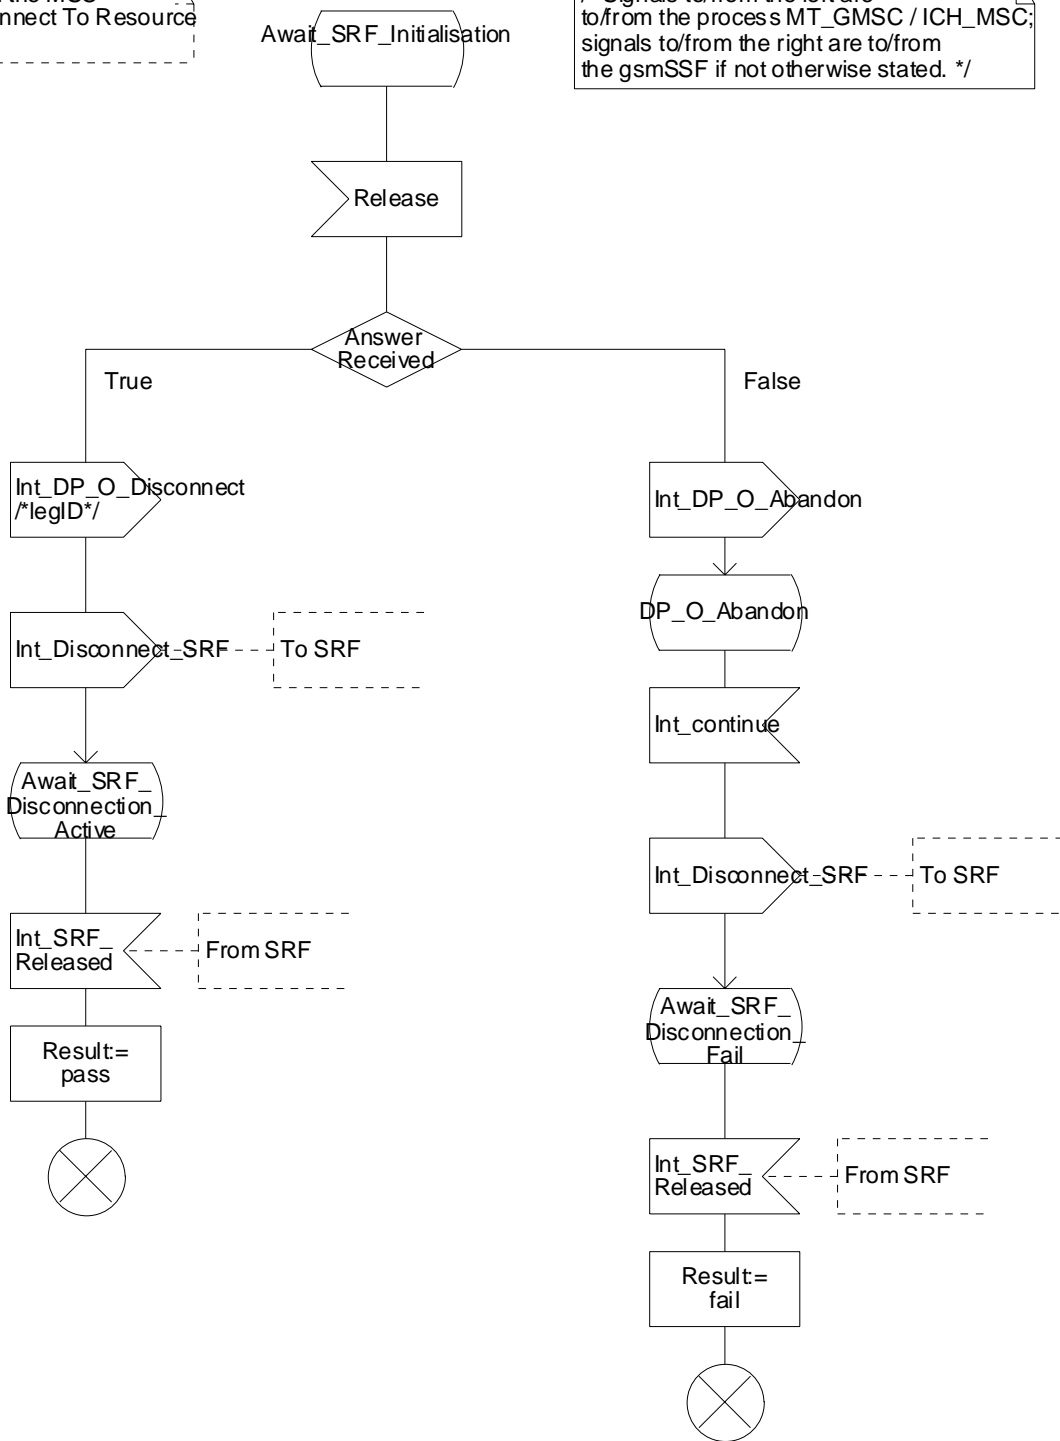 nnect To Resource
Await_SRF_Initialisation
to/from the process MT_GMSC / ICH_MSC;
signals to/from the right are to/from
the gsmSSF if not otherwise stated. */
Release
Answer
Received
True
False
Int_DP_O_Disconnect
/*legID*/
Int_DP_O_Abandon
DP_O_Abandon
Int_Disconnect_SRF
To SRF
Int_continue
Await_SRF_
Disconnection_
Active
Int_Disconnect_SRF
To SRF
Int_SRF_
Released
From SRF
Await_SRF_
Disconnection_
Fail
Result:=
pass
Int_SRF_
Released
From SRF
Result:=
fail